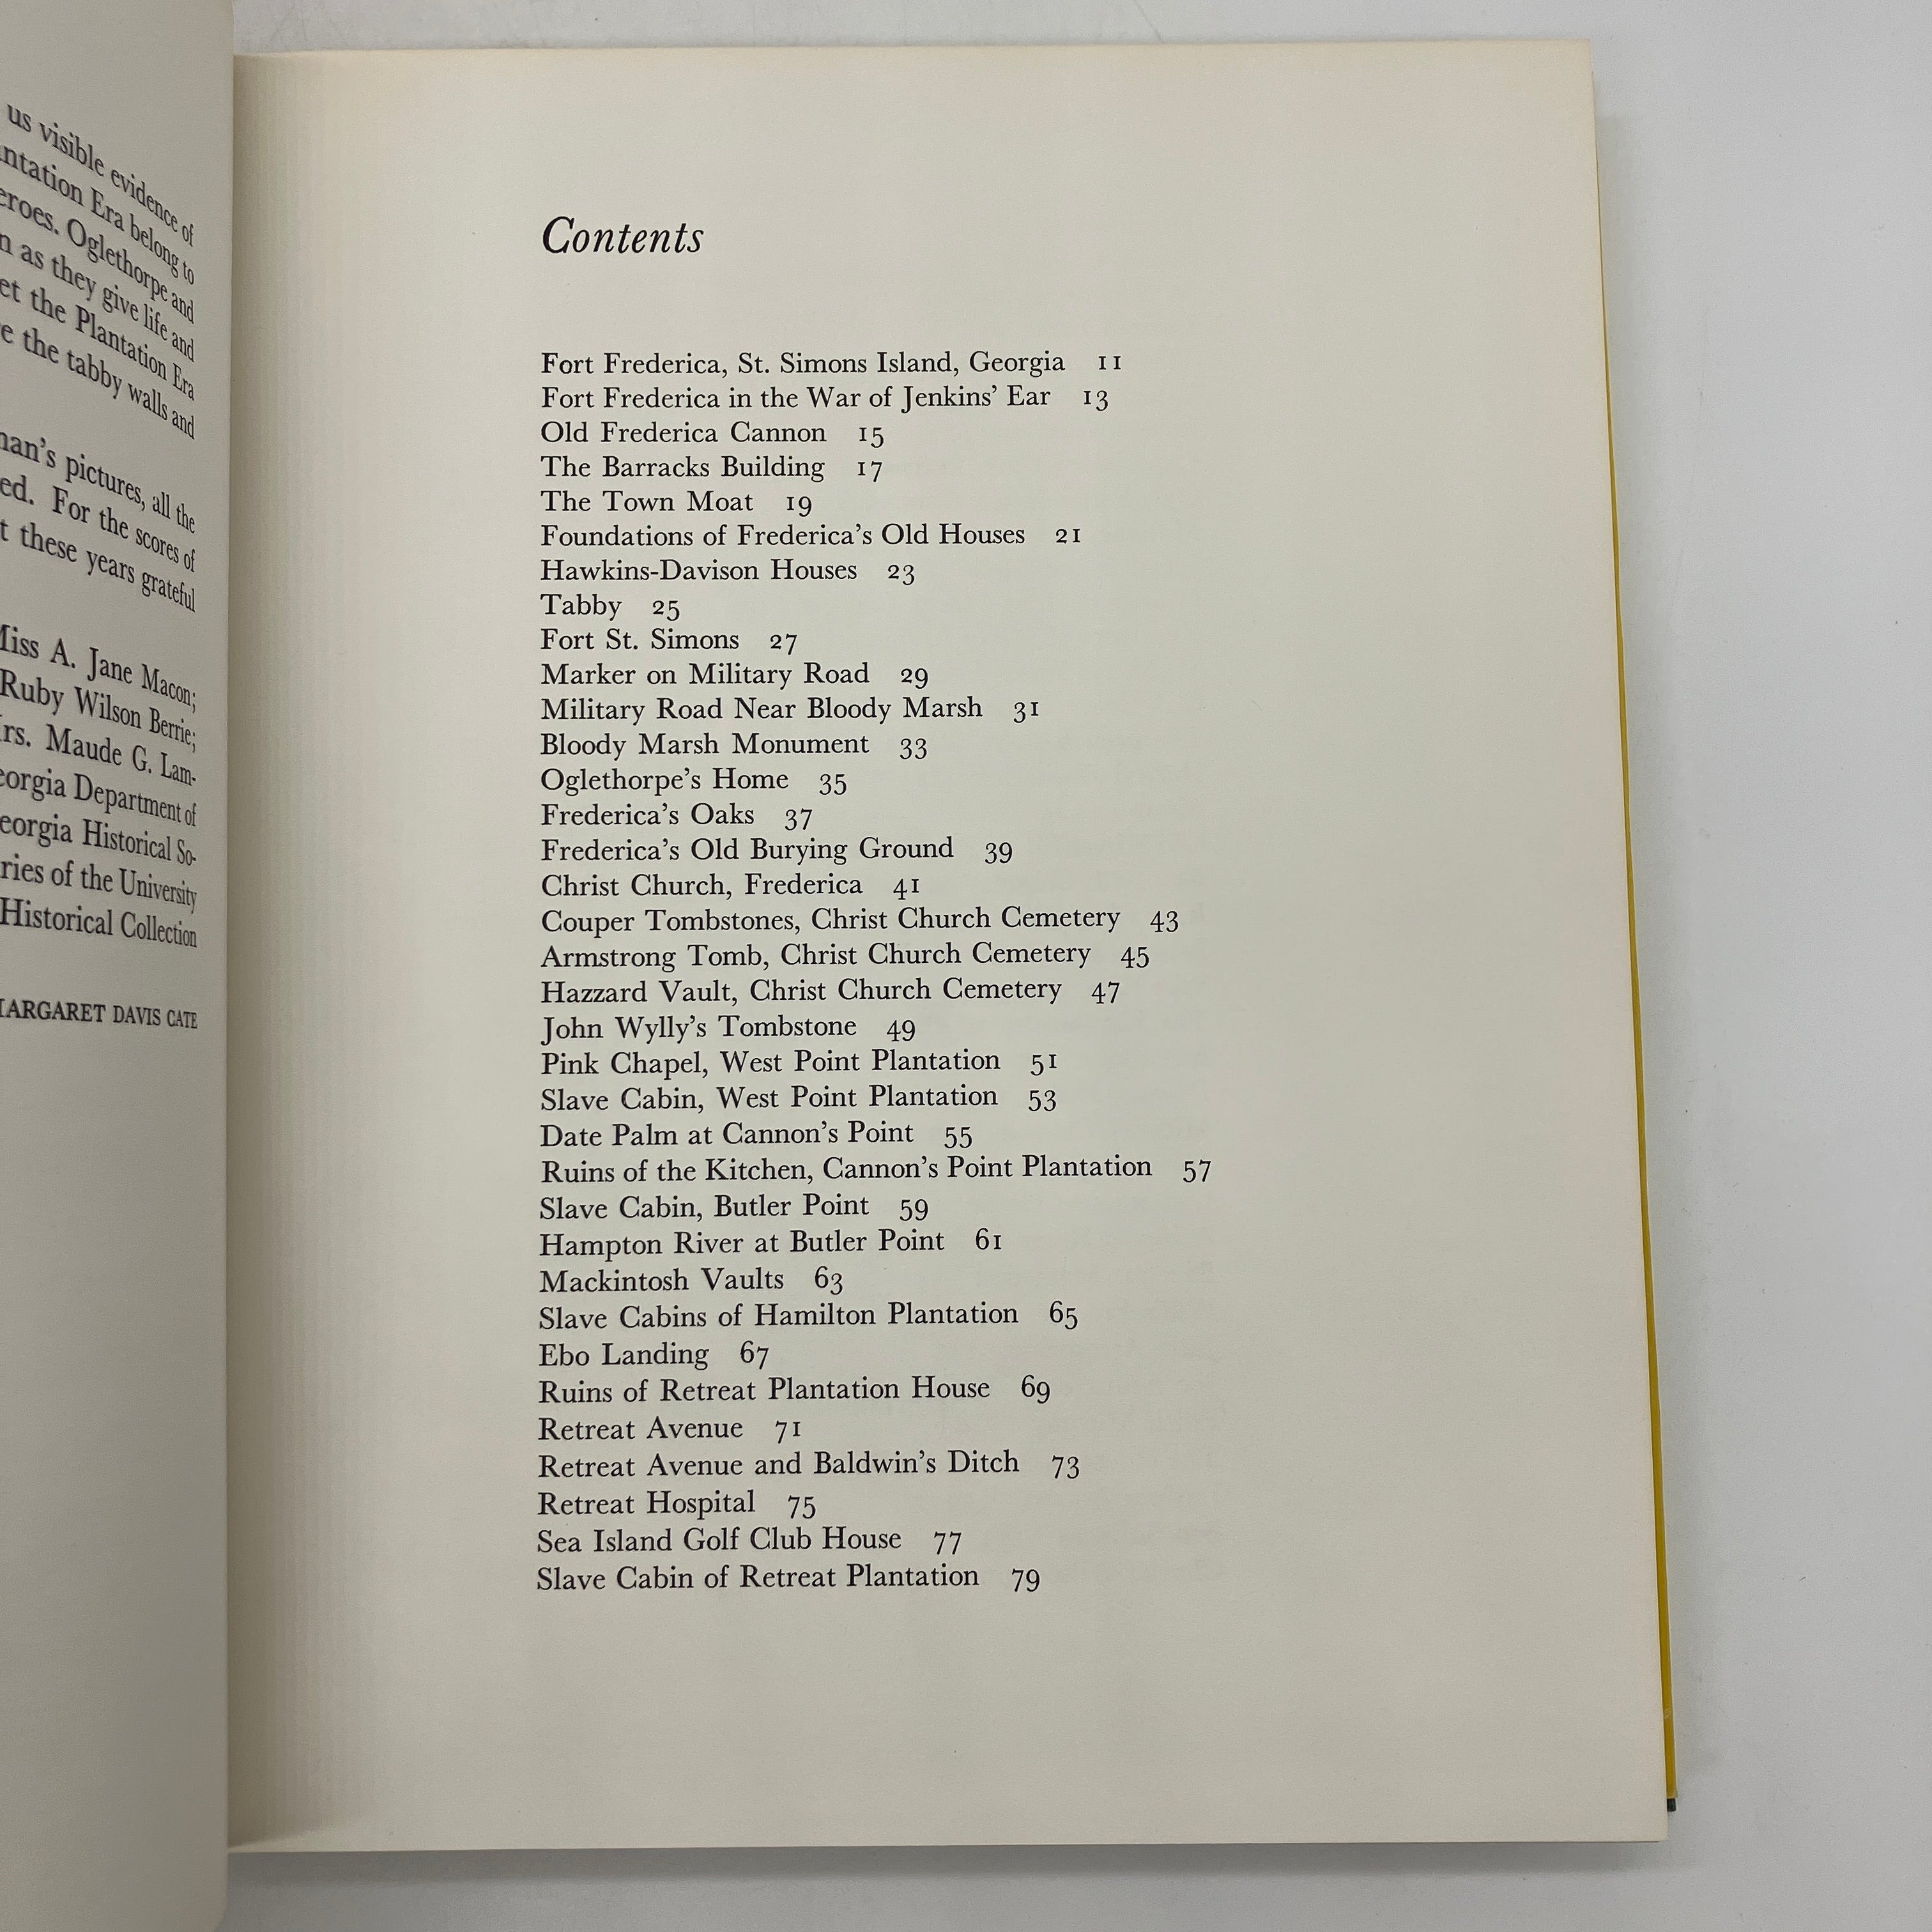 us visible evidence of
Era belong to
Oglethorpe and
as they give life and
the Plantation Era
the tabby walls and
pictures, all the
For the scores of
these years grateful
A. Jane Macon;
Ruby Wilson Berrie;
Maude G. Lam-
Department of
Historical So-
of the University
Historical Collection
DAVIS CATE
Contents
Fort Frederica, St. Simons Island, Georgia 11
Fort Frederica in the War of Jenkins’ Ear 13
Old Frederica Cannon 15
The Barracks Building 17
The Town Moat 19
Foundations of Frederica’s Old Houses 21
Hawkins-Davison Houses 23
Tabby 25
Fort St. Simons 27
Marker on Military Road 29
Military Road Near Bloody Marsh 31
Bloody Marsh Monument 33
Oglethorpe’s Home 35
Frederica’s Oaks 37
Frederica’s Old Burying Ground 39
Christ Church, Frederica 41
Couper Tombstones, Christ Church Cemetery 43
Armstrong Tomb, Christ Church Cemetery 45
Hazzard Vault, Christ Church Cemetery 47
John Wylly’s Tombstone 49
Pink Chapel, West Point Plantation 51
Slave Cabin, West Point Plantation 53
Date Palm at Cannon’s Point 55
Ruins of the Kitchen, Cannon’s Point Plantation 57
Slave Cabin, Butler Point 59
Hampton River at Butler Point 61
Mackintosh Vaults 63
Slave Cabins of Hamilton Plantation 65
Ebo Landing 67
Ruins of Retreat Plantation House 69
Retreat Avenue 71
Retreat Avenue and Baldwin’s Ditch 73
Retreat Hospital 75
Sea Island Golf Club House 77
Slave Cabin of Retreat Plantation 79